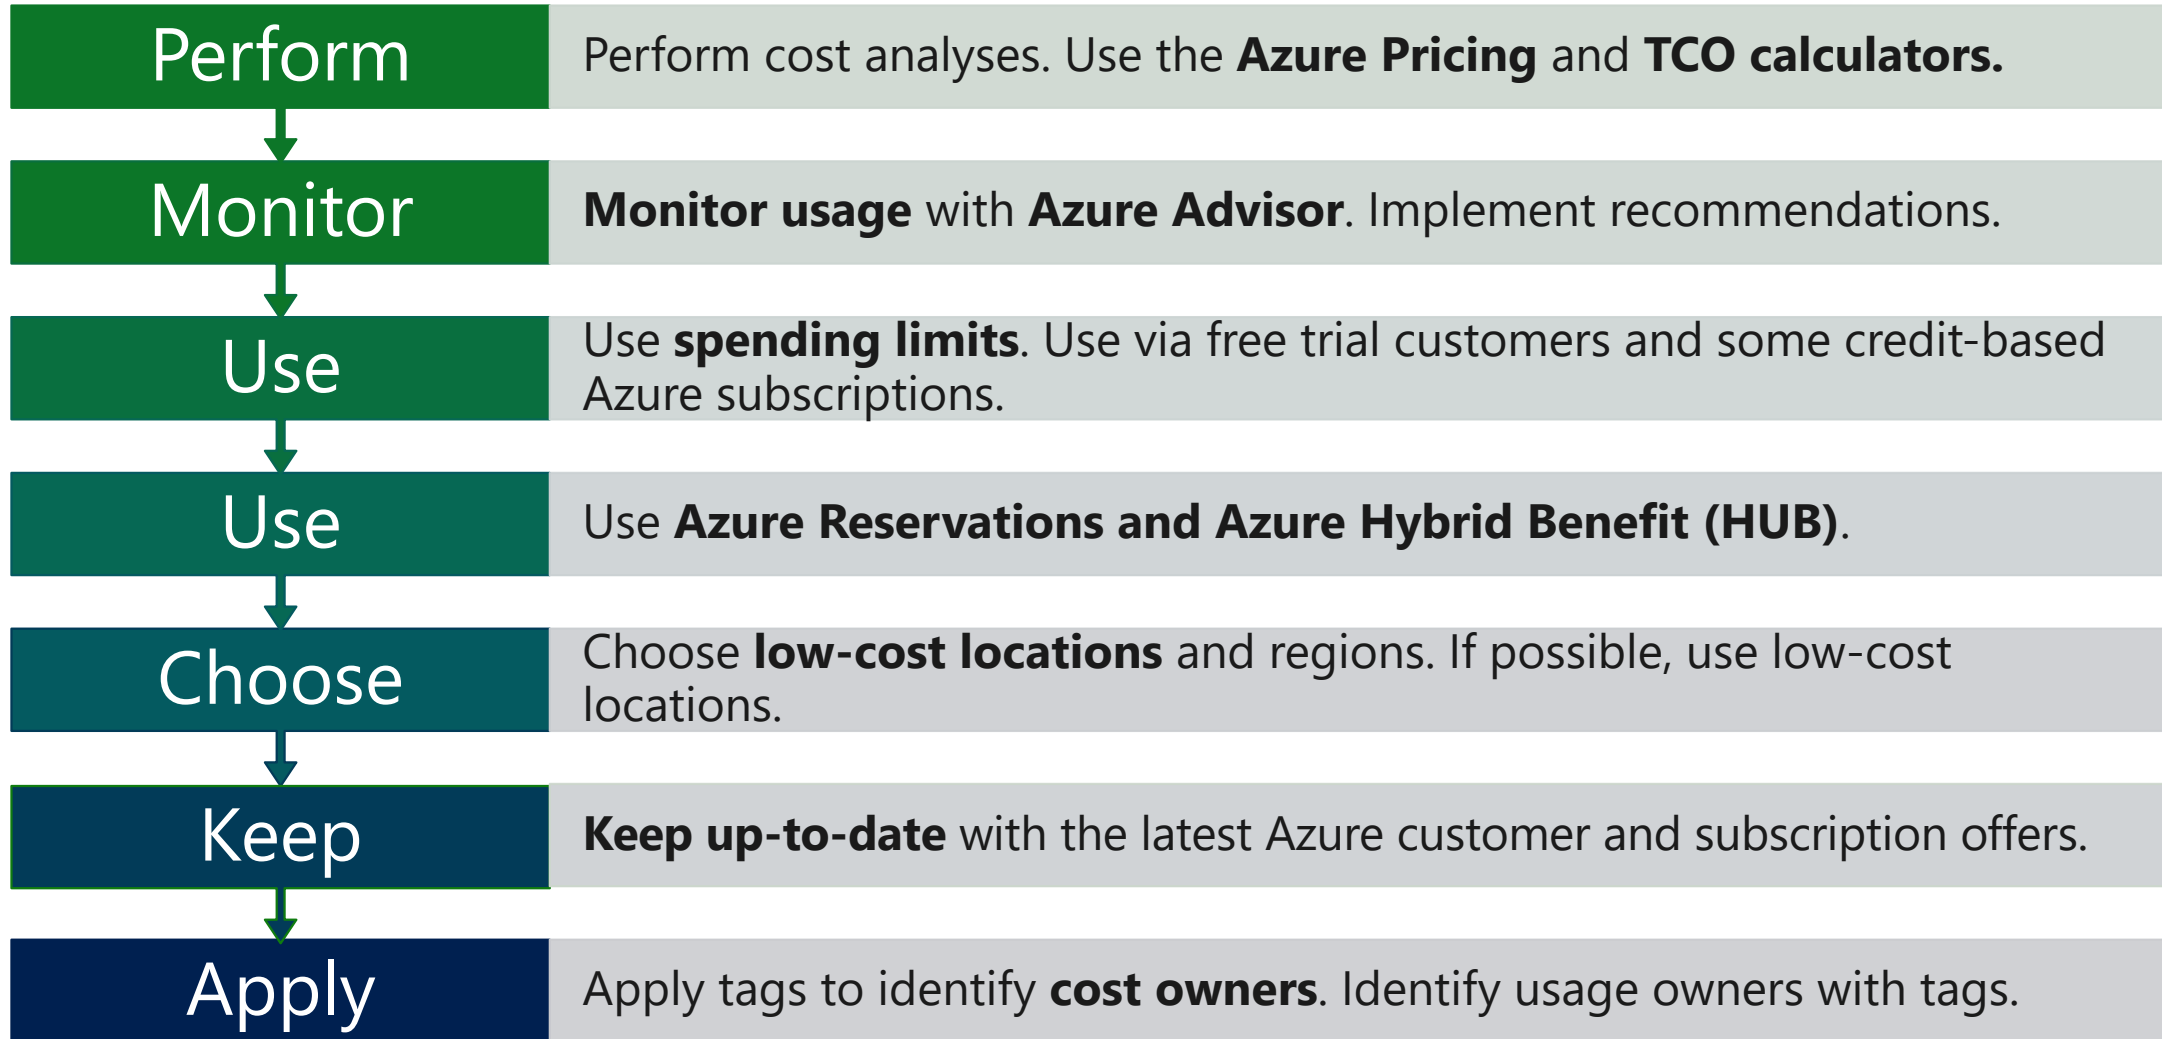 Perform
Perform cost analyses. Use the Azure Pricing and TCO calculators.
Monitor
Monitor usage with Azure Advisor. Implement recommendations.
Use
Use spending limits. Use via free trial customers and some credit-based
Azure subscriptions.
Use
Use Azure Reservations and Azure Hybrid Benefit (HUB).
Choose
Choose low-cost locations and regions. If possible, use low-cost
locations.
Keep
Keep up-to-date with the latest Azure customer and subscription offers.
Apply
Apply tags to identify cost owners. Identify usage owners with tags.